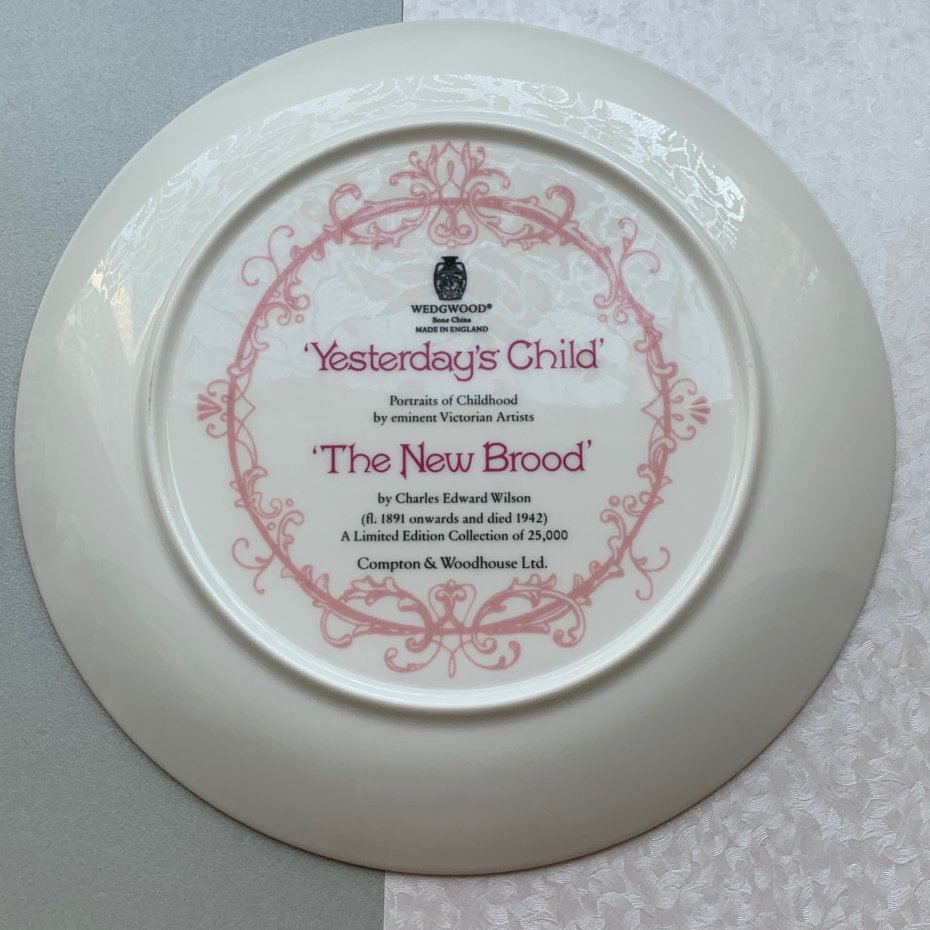 WEDGWOOD®
Bone China
MADE IN ENGLAND
‘Yesterday's Child’
Portraits of Childhood
by eminent Victorian Artists
‘The New Brood’
by Charles Edward Wilson
(fl. 1891 onwards and died 1942)
A Limited Edition Collection of 25,000
Compton & Woodhouse Ltd.